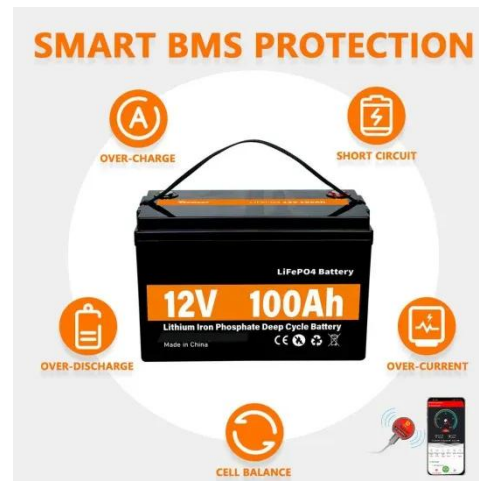 SMART BMS PROTECTION
OVER-CHARGE
SHORT CIRCUIT
LiFePO4 Battery
12V 100Ah
Lithium Iron Phosphate Deep Cycle Battery
Made in China
CE
OVER-DISCHARGE
OVER-CURRENT
CELL BALANCE